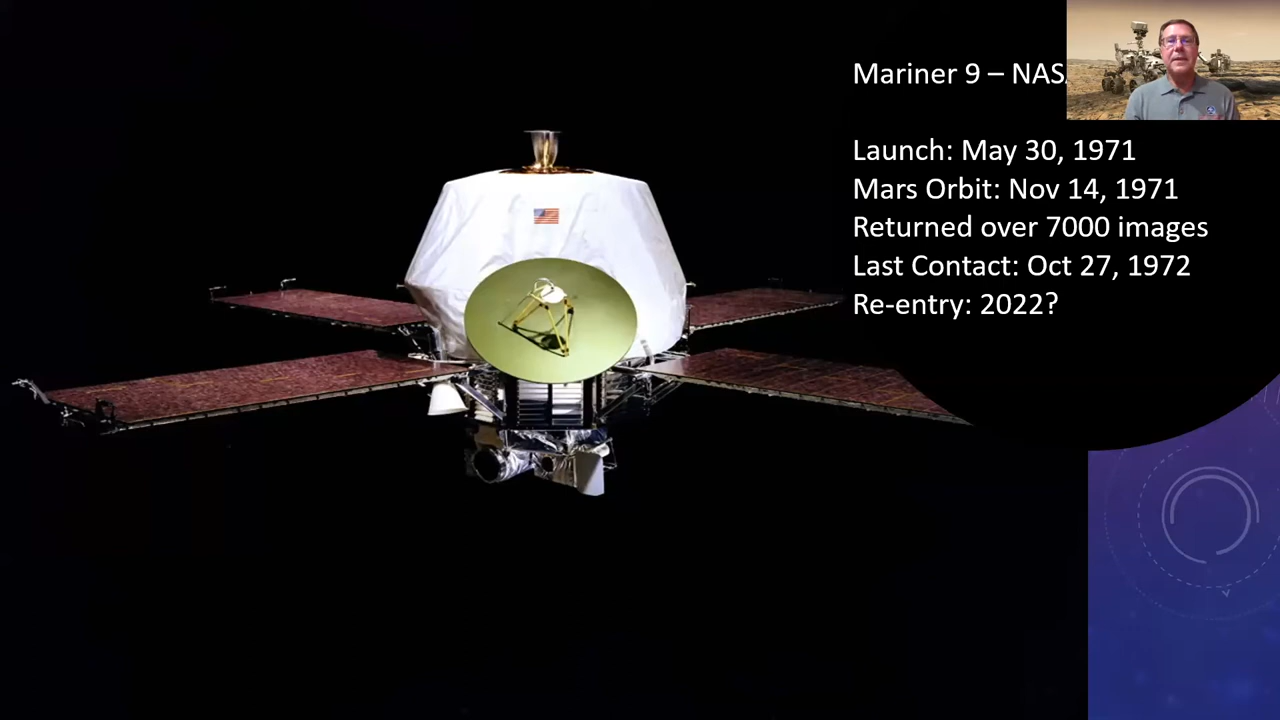 Mariner 9 – NASA
Launch: May 30, 1971
Mars Orbit: Nov 14, 1971
Returned over 7000 images
Last Contact: Oct 27, 1972
Re-entry: 2022?